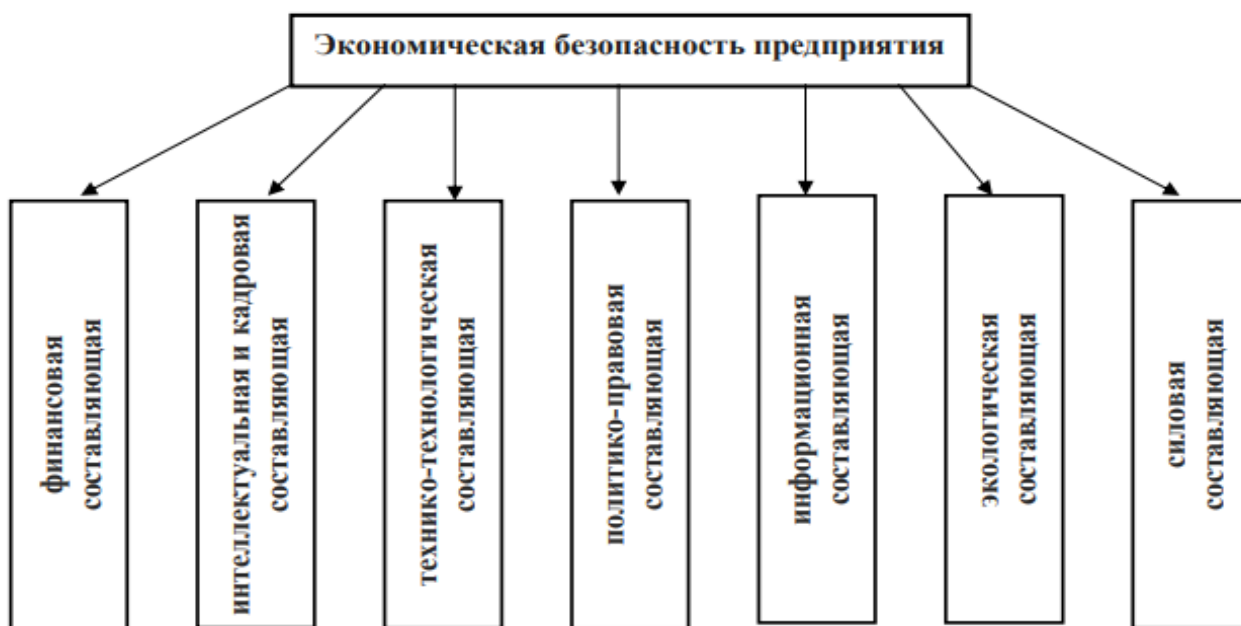 Экономическая безопасность предприятия
финансовая
составляющая
интеллектуальная и кадровая
составляющая
технико-технологическая
составляющая
политико-правовая
составляющая
информационная
составляющая
экологическая
составляющая
силовая
составляющая